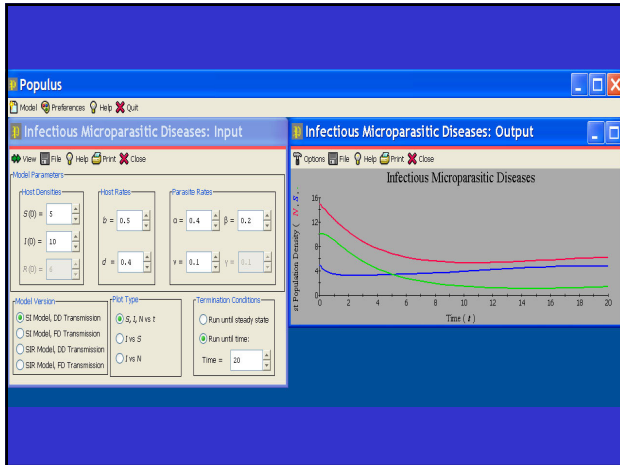 Populus
Model Preferences Help Quit
Infectious Microparasitic Diseases: Input
View File Help Print Close
Model Parameters
Host Densities
S(0) = 5
I(0) = 10
R(0) =
Host Rates
b = 0.5
d = 0.4
Parasite Rates
α = 0.4 β = 0.2
v = 0.1 γ = 0.1
Model Version
SI Model, DD Transmission
SI Model, FD Transmission
SIR Model, DD Transmission
SIR Model, FD Transmission
Plot Type
S, I, N vs t
I vs S
I vs N
Termination Conditions
Run until steady state
Run until time:
Time = 20
Infectious Microparasitic Diseases: Output
Options File Help Print Close
Infectious Microparasitic Diseases
st Population Density ( N, S,
16
12
8
4
0
0 2 4 6 8 10 12 14 16 18 20
Time ( t )